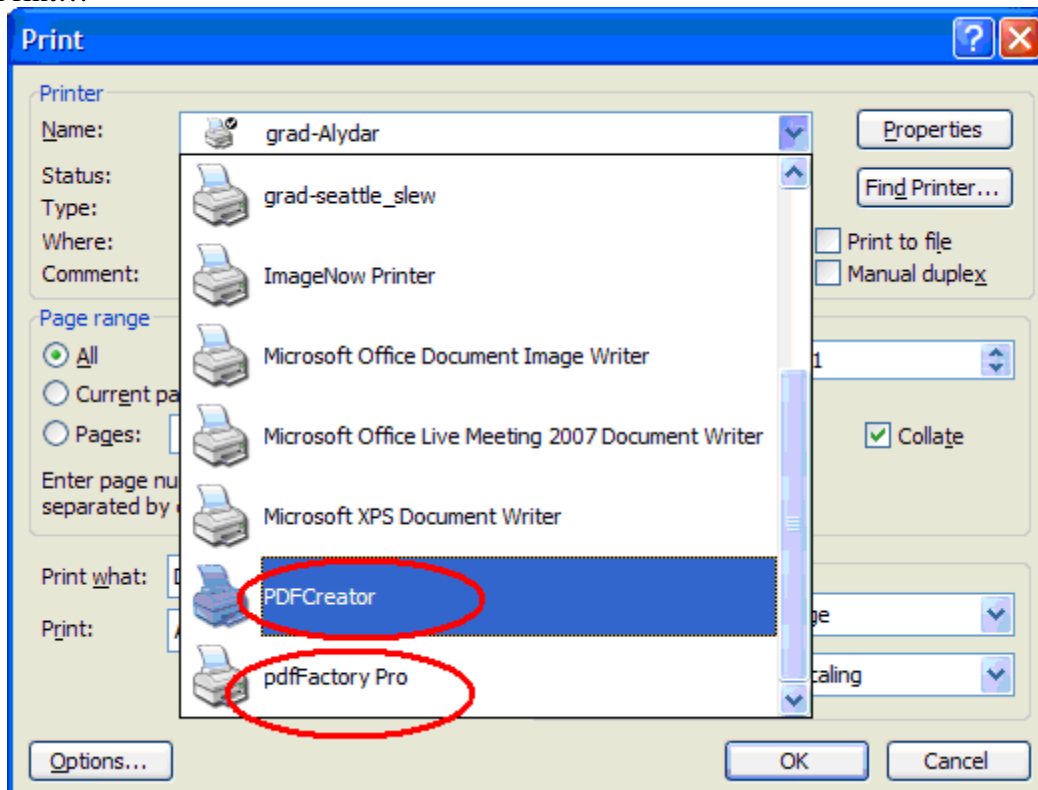 Print
Printer
Name:
grad-Alydar
Properties
Status:
grad-seattle_slew
Find Printer...
Type:
Where:
Print to file
Comment:
ImageNow Printer
Manual duplex
Page range
All
Microsoft Office Document Image Writer
1
Current pa
Pages:
Microsoft Office Live Meeting 2007 Document Writer
Collate
Enter page nu
separated by
Microsoft XPS Document Writer
Print what:
PDFCreator
ge
Print:
pdfFactory Pro
caling
Options...
OK
Cancel